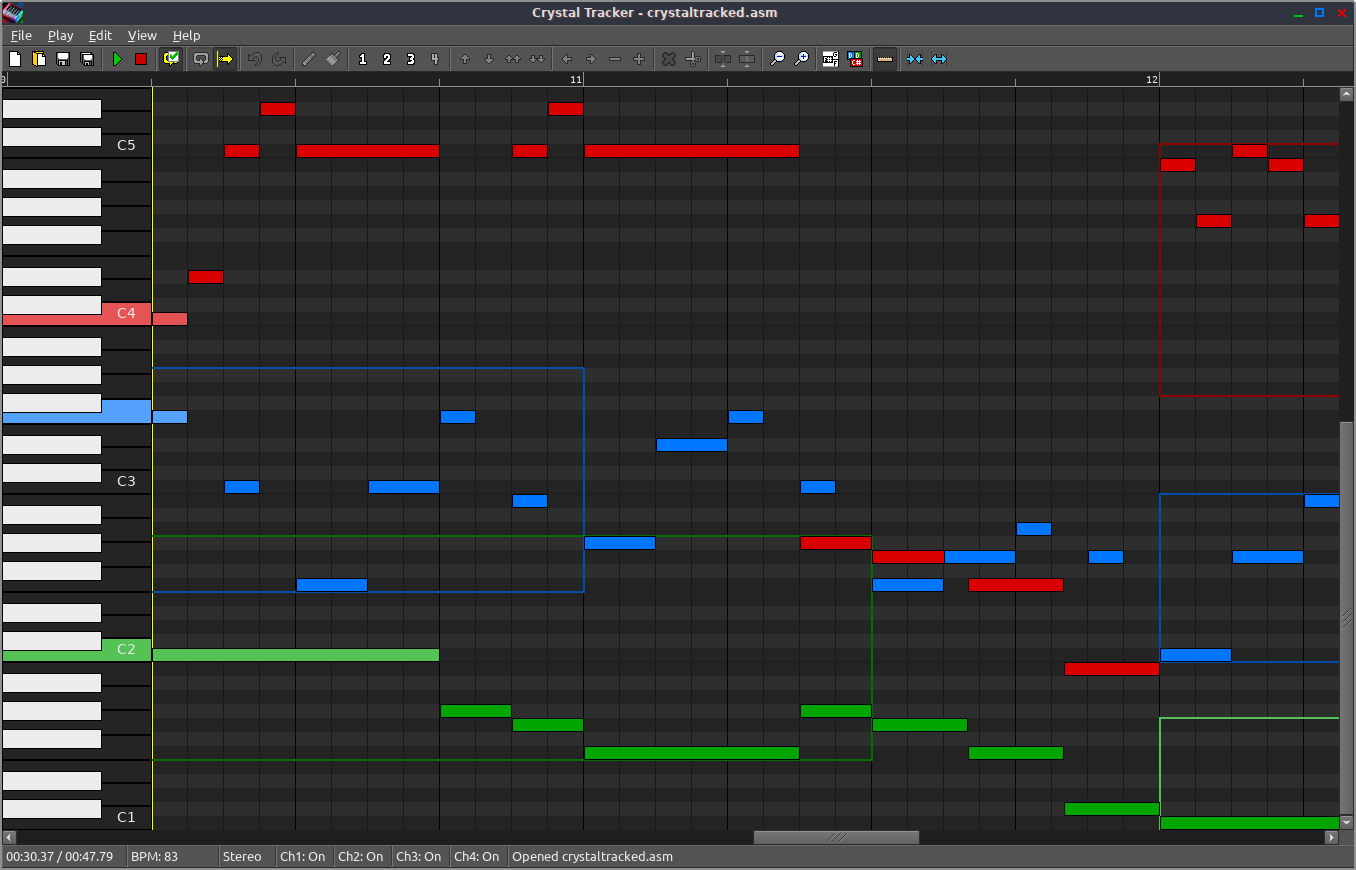 Crystal Tracker - crystaltracked.asm
File Play Edit View Help
1 2 3 4
11 12
C5
C4
C3
C2
C1
00:30.37 / 00:47.79 BPM: 83 Stereo Ch1: On Ch2: On Ch3: On Ch4: On Opened crystaltracked.asm